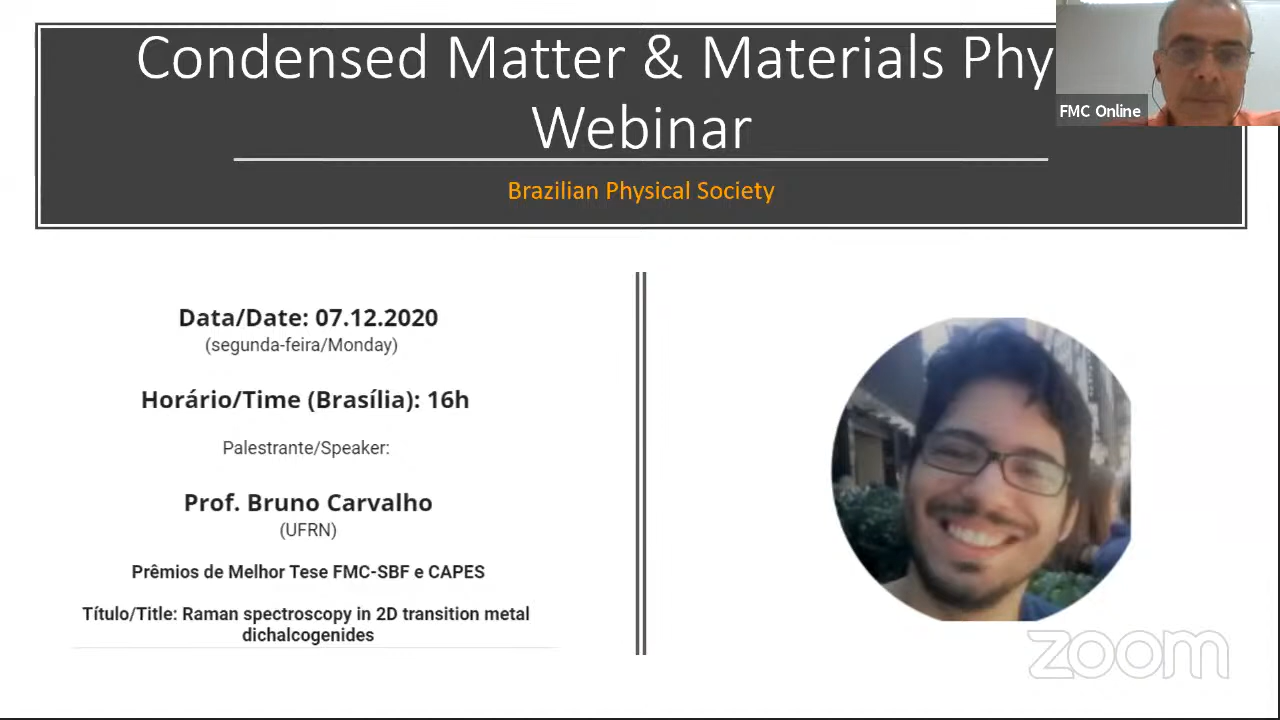 Condensed Matter & Materials Phy
Webinar
Brazilian Physical Society
FMC Online
Data/Date: 07.12.2020
(segunda-feira/Monday)
Horário/Time (Brasília): 16h
Palestrante/Speaker:
Prof. Bruno Carvalho
(UFRN)
Prêmios de Melhor Tese FMC-SBF e CAPES
Título/Title: Raman spectroscopy in 2D transition metal
dichalcogenides
zoom